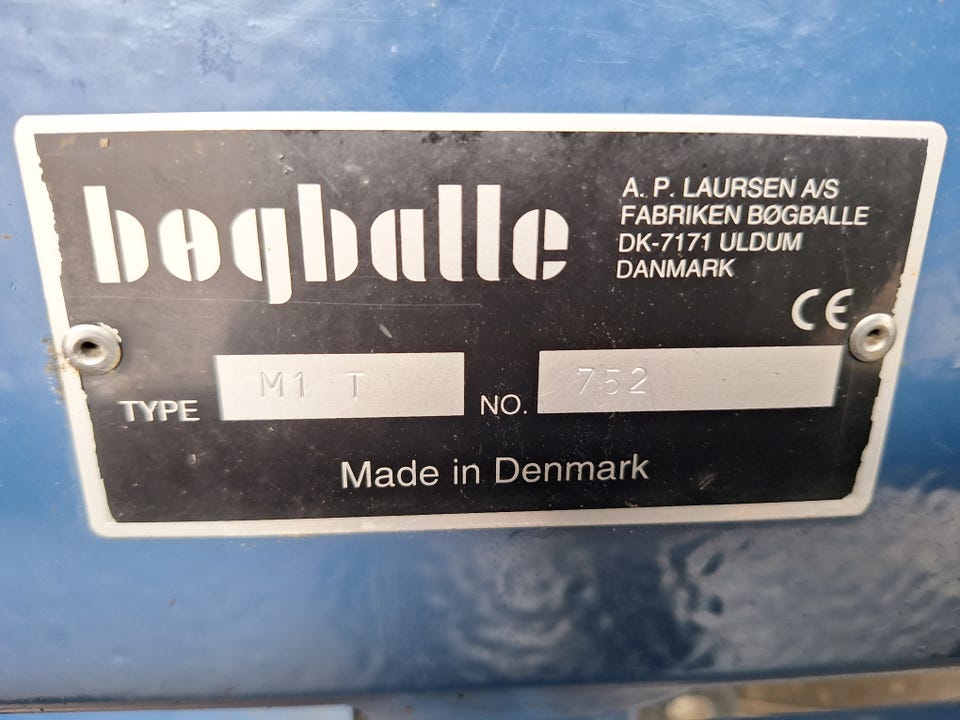 bøgballe
A. P. LAURSEN A/S
FABRIKEN BØGBALLE
DK-7171 ULDUM
DANMARK
CE
TYPE M1 T NO. 752
Made in Denmark